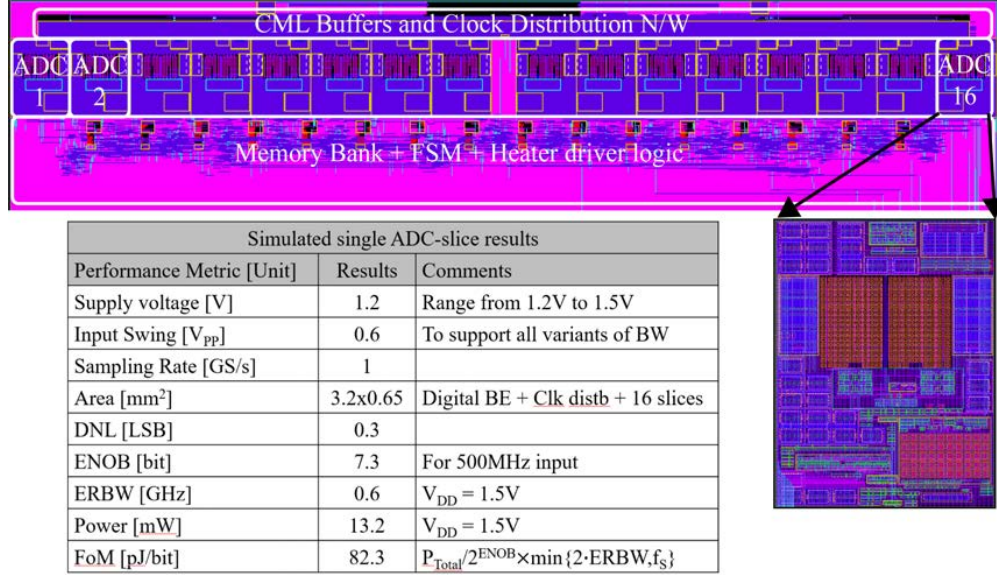 CML Buffers and Clock Distribution N/W
ADC 1
ADC 2
ADC 16
Memory Bank + FSM + Heater driver logic
Simulated single ADC-slice results
Performance Metric [Unit] Results Comments
Supply voltage [V] 1.2 Range from 1.2V to 1.5V
Input Swing [VPP] 0.6 To support all variants of BW
Sampling Rate [GS/s] 1
Area [mm²] 3.2x0.65 Digital BE + Clk distb + 16 slices
DNL [LSB] 0.3
ENOB [bit] 7.3 For 500MHz input
ERBW [GHz] 0.6 VDD = 1.5V
Power [mW] 13.2 VDD = 1.5V
FoM [pJ/bit] 82.3 PTotal/2^ENOB×min{2·ERBW,fS}